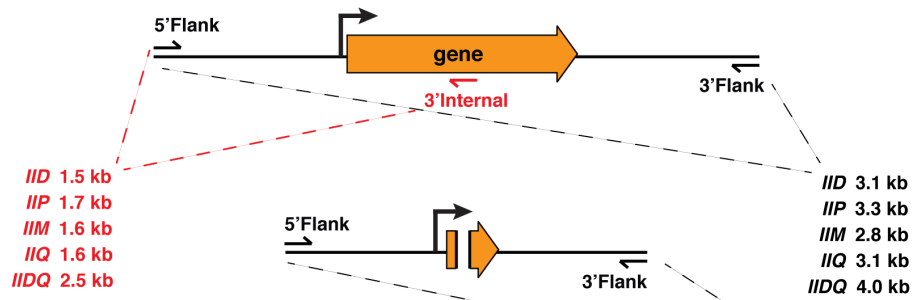 5'Flank
gene
3'Flank
3'Internal
IID 1.5 kb
IIP 1.7 kb
IIM 1.6 kb
IIQ 1.6 kb
IIDQ 2.5 kb
IID 3.1 kb
IIP 3.3 kb
IIM 2.8 kb
IIQ 3.1 kb
IIDQ 4.0 kb
5'Flank
3'Flank